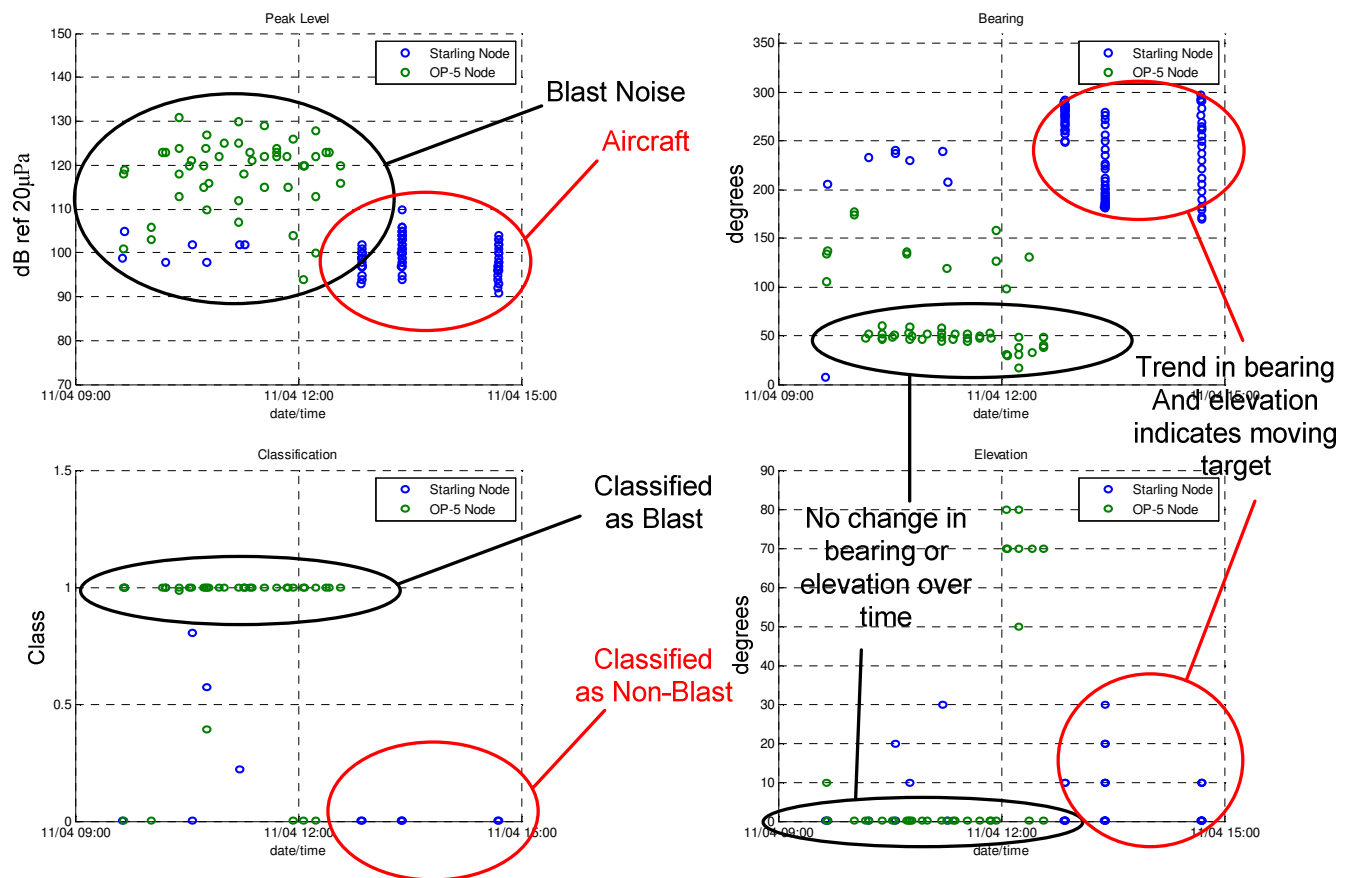 Peak Level
150
140
130
120
110
100
90
80
70
dB ref 20µPa
Starling Node
OP-5 Node
Blast Noise
Aircraft
11/04 09:00
11/04 12:00
11/04 15:00
date/time
Bearing
350
300
250
200
150
100
50
0
degrees
Starling Node
OP-5 Node
11/04 09:00
11/04 12:00
11/04 15:00
date/time
Trend in bearing
And elevation
indicates moving
target
Classification
1.5
1
0.5
0
Class
Starling Node
OP-5 Node
Classified
as Blast
Classified
as Non-Blast
11/04 09:00
11/04 12:00
11/04 15:00
date/time
Elevation
90
80
70
60
50
40
30
20
10
0
degrees
Starling Node
OP-5 Node
No change in
bearing or
elevation over
time
11/04 09:00
11/04 12:00
11/04 15:00
date/time